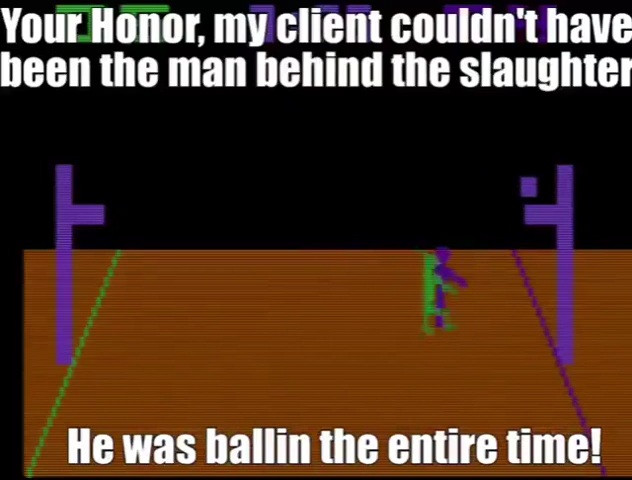 Your Honor, my client couldn't have
been the man behind the slaughter
He was ballin the entire time!